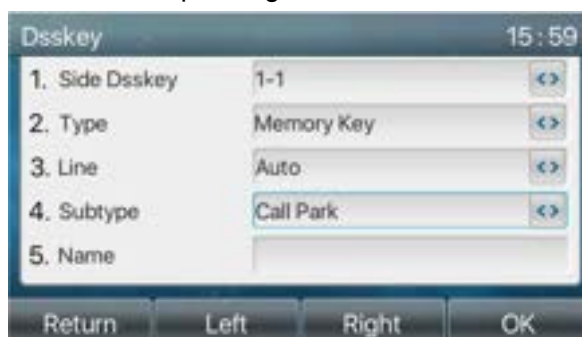 Dsskey 15:59
1. Side Dsskey 1-1
2. Type Memory Key
3. Line Auto
4. Subtype Call Park
5. Name
Return Left Right OK